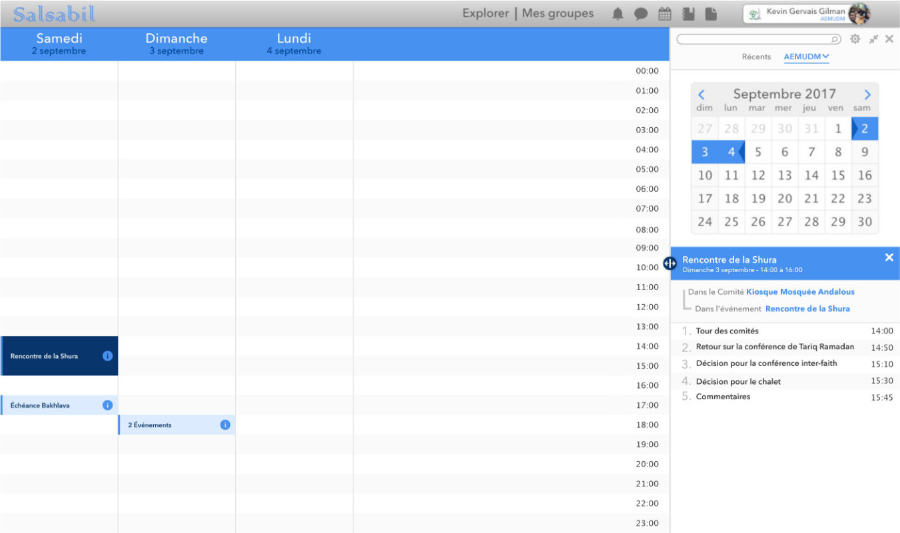 Salsabil
Explorer | Mes groupes
Kevin Gervais Gilman
AEMUDM
Samedi
2 septembre
Dimanche
3 septembre
Lundi
4 septembre
00:00
01:00
02:00
03:00
04:00
05:00
06:00
07:00
08:00
09:00
10:00
11:00
12:00
13:00
14:00
15:00
16:00
17:00
18:00
19:00
20:00
21:00
22:00
23:00
Rencontre de la Shura
Échéance Bakhlava
2 Événements
Récents AEMUDM
Septembre 2017
dim lun mar mer jeu ven sam
27 28 29 30 31 1 2
3 4 5 6 7 8 9
10 11 12 13 14 15 16
17 18 19 20 21 22 23
24 25 26 27 28 29 30
Rencontre de la Shura
Dimanche 3 septembre - 14:00 à 16:00
Dans le Comité Kiosque Mosquée Andalous
Dans l'événement Rencontre de la Shura
1. Tour des comités 14:00
2. Retour sur la conférence de Tariq Ramadan 14:50
3. Décision pour la conférence inter-faith 15:10
4. Décision pour le chalet 15:30
5. Commentaires 15:45